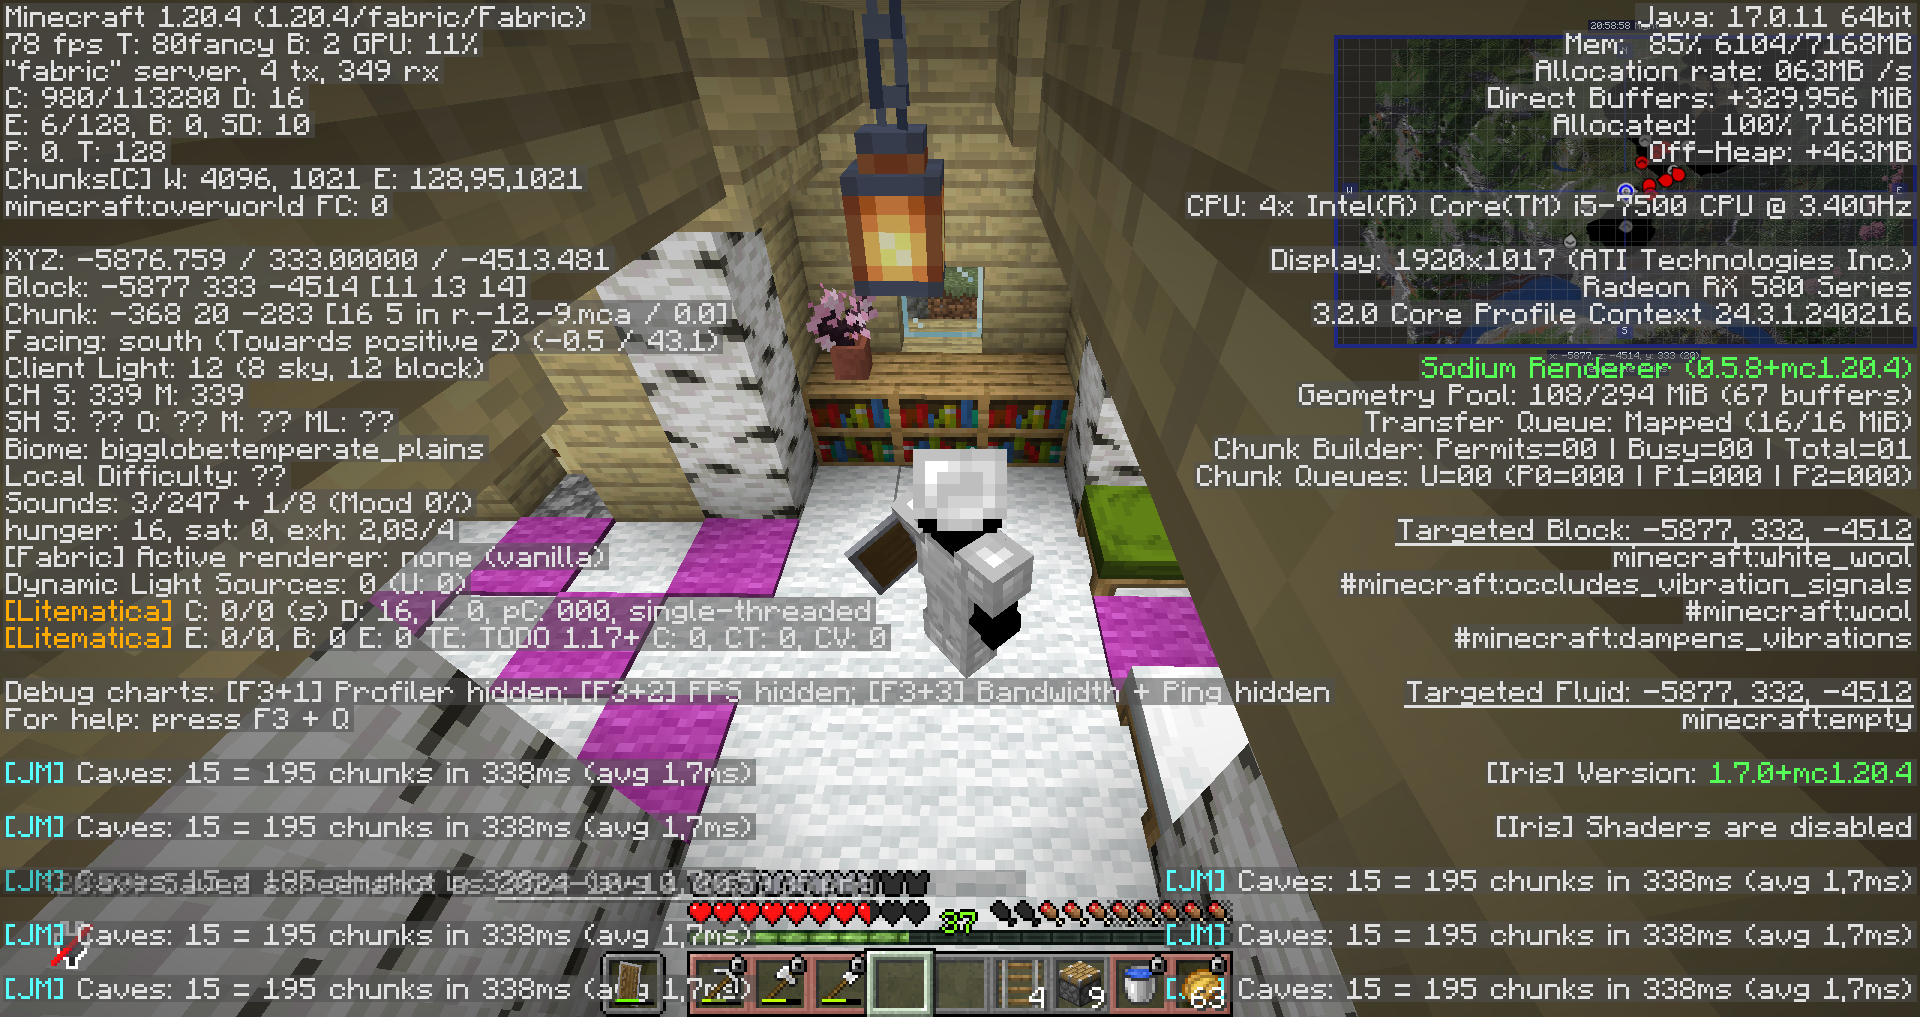 Minecraft 1.20.4 (1.20.4/fabric/Fabric)
78 fps T: 80fancy B: 2 GPU: 11%
"fabric" server, 4 tx, 349 rx
C: 980/113280 D: 16
E: 6/128, B: 0, SD: 10
P: 0. T: 128
Chunks[C] W: 4096, 1021 E: 128,95,1021
minecraft:overworld FC: 0
XYZ: -5876.759 / 333.00000 / -4513.481
Block: -5877 333 -4514 [11 13 14]
Chunk: -368 20 -283 [16 5 in r.-12.-9.mca / 0.0]
Facing: south (Towards positive Z) (-0.5 / 43.1)
Client Light: 12 (8 sky, 12 block)
CH S: 339 M: 339
SH S: ?? O: ?? M: ?? ML: ??
Biome: bigglobe:temperate_plains
Local Difficulty: ??
Sounds: 3/247 + 1/8 (Mood 0%)
hunger: 16, sat: 0, exh: 2,08/4
[Fabric] Active renderer: none (vanilla)
Dynamic Light Sources: 0 (U: 0)
[Litematica] C: 0/0 (s) D: 16, L: 0, pC: 000, single-threaded
[Litematica] E: 0/0, B: 0 E: 0 TE: TODO 1.17+ C: 0, CT: 0, CV: 0
Debug charts: [F3+1] Profiler hidden; [F3+2] FPS hidden; [F3+3] Bandwidth + Ping hidden
For help: press F3 + Q
[JM] Caves: 15 = 195 chunks in 338ms (avg 1,7ms)
[JM] Caves: 15 = 195 chunks in 338ms (avg 1,7ms)
[JM]
[JM] Caves: 15 = 195 chunks in 338ms (avg 1,7ms)
[JM] Caves: 15 = 195 chunks in 338ms (avg 1,7ms)
20:58:58
Java: 17.0.11 64bit
Mem: 85% 6104/7168MB
Allocation rate: 063MB /s
Direct Buffers: +329,956 MiB
Allocated: 100% 7168MB
Off-Heap: +463MB
W
E
CPU: 4x Intel(R) Core(TM) i5-7500 CPU @ 3.40GHz
Display: 1920x1017 (ATI Technologies Inc.)
Radeon RX 580 Series
3.2.0 Core Profile Context 24.3.1.240216
S
x: -5877, z: -4514, y: 333 (20)
Sodium Renderer (0.5.8+mc1.20.4)
Geometry Pool: 108/294 MiB (67 buffers)
Transfer Queue: Mapped (16/16 MiB)
Chunk Builder: Permits=00 | Busy=00 | Total=01
Chunk Queues: U=00 (P0=000 | P1=000 | P2=000)
Targeted Block: -5877, 332, -4512
minecraft:white_wool
#minecraft:occludes_vibration_signals
#minecraft:wool
#minecraft:dampens_vibrations
Targeted Fluid: -5877, 332, -4512
minecraft:empty
[Iris] Version: 1.7.0+mc1.20.4
[Iris] Shaders are disabled
[JM] Caves: 15 = 195 chunks in 338ms (avg 1,7ms)
[JM] Caves: 15 = 195 chunks in 338ms (avg 1,7ms)
Caves: 15 = 195 chunks in 338ms (avg 1,7ms)
37
4
9
63